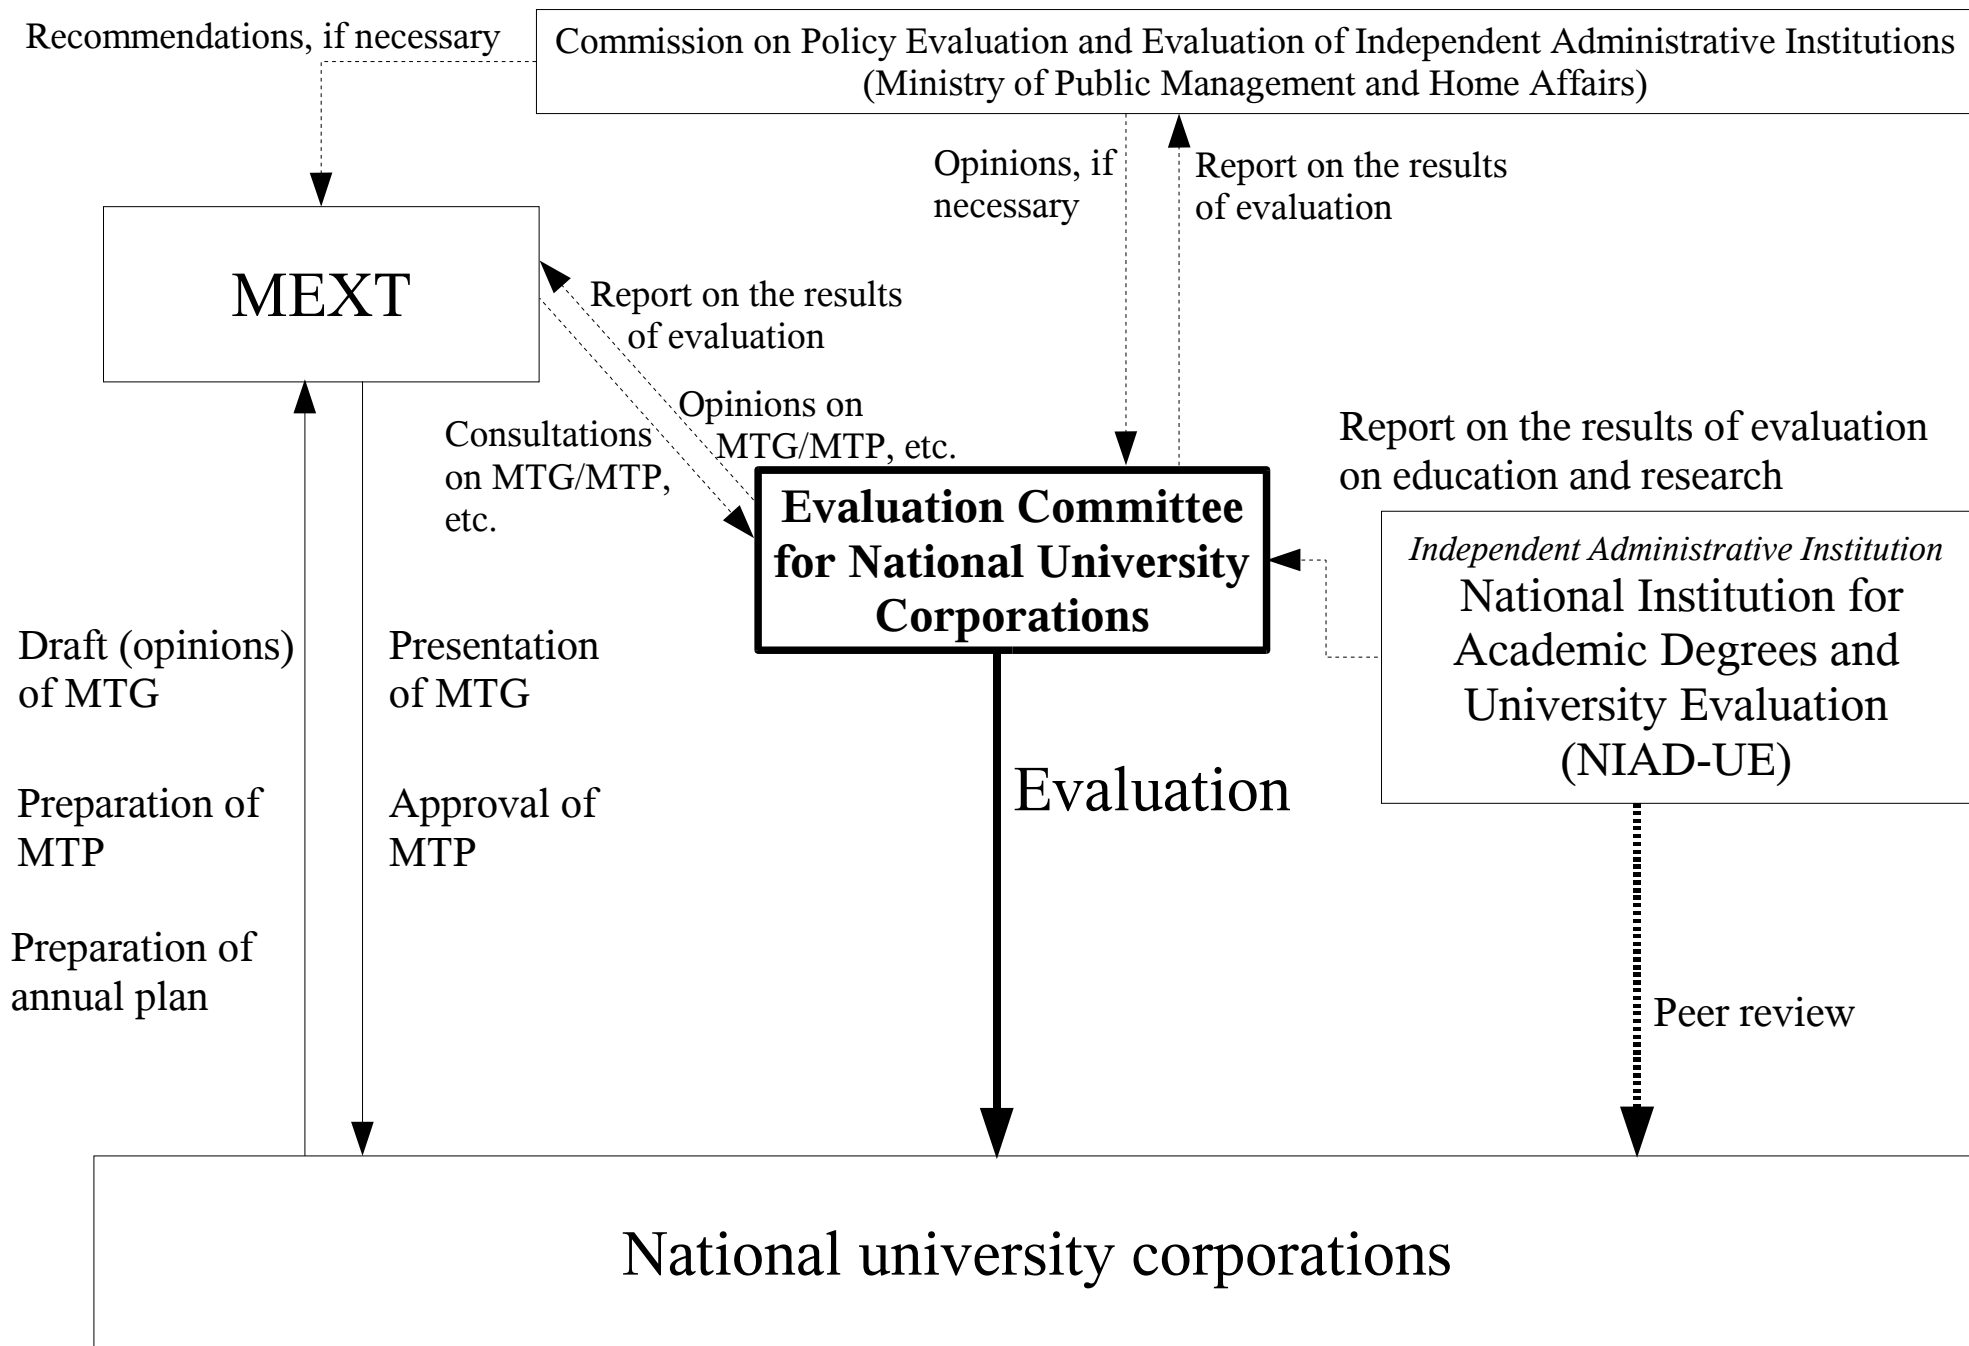 Recommendations, if necessary
Commission on Policy Evaluation and Evaluation of Independent Administrative Institutions
(Ministry of Public Management and Home Affairs)
Opinions, if
necessary
Report on the results
of evaluation
MEXT
Report on the results
of evaluation
Opinions on
MTG/MTP, etc.
Consultations
on MTG/MTP,
etc.
Evaluation Committee
for National University
Corporations
Report on the results of evaluation
on education and research
Independent Administrative Institution
National Institution for
Academic Degrees and
University Evaluation
(NIAD-UE)
Draft (opinions)
of MTG
Presentation
of MTG
Preparation of
MTP
Approval of
MTP
Preparation of
annual plan
Evaluation
Peer review
National university corporations